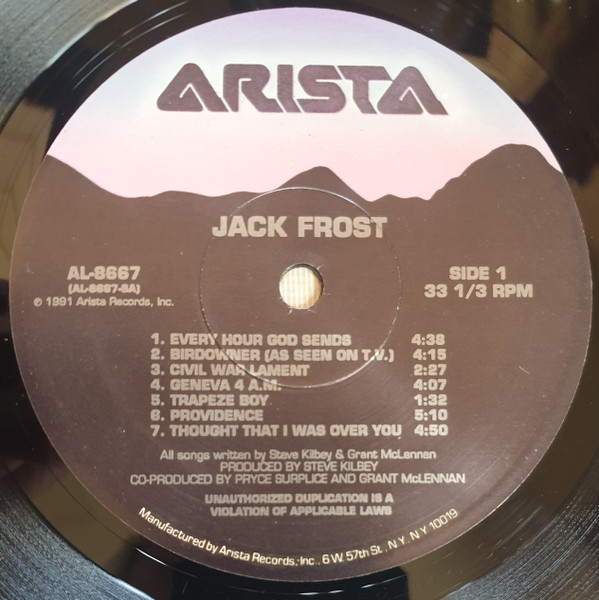 ARISTA
JACK FROST
AL-8667
(AL-8667-SA)
℗ 1991 Arista Records, Inc.
SIDE 1
33 1/3 RPM
1. EVERY HOUR GOD SENDS 4:38
2. BIRDOWNER (AS SEEN ON T.V.) 4:15
3. CIVIL WAR LAMENT 2:27
4. GENEVA 4 A.M. 4:07
5. TRAPEZE BOY 1:32
6. PROVIDENCE 5:10
7. THOUGHT THAT I WAS OVER YOU 4:50
All songs written by Steve Kilbey & Grant McLennan
PRODUCED BY STEVE KILBEY
CO-PRODUCED BY PRYCE SURPLICE AND GRANT McLENNAN
UNAUTHORIZED DUPLICATION IS A
VIOLATION OF APPLICABLE LAWS
Manufactured by Arista Records, Inc., 6 W. 57th St., N.Y. N.Y 10019